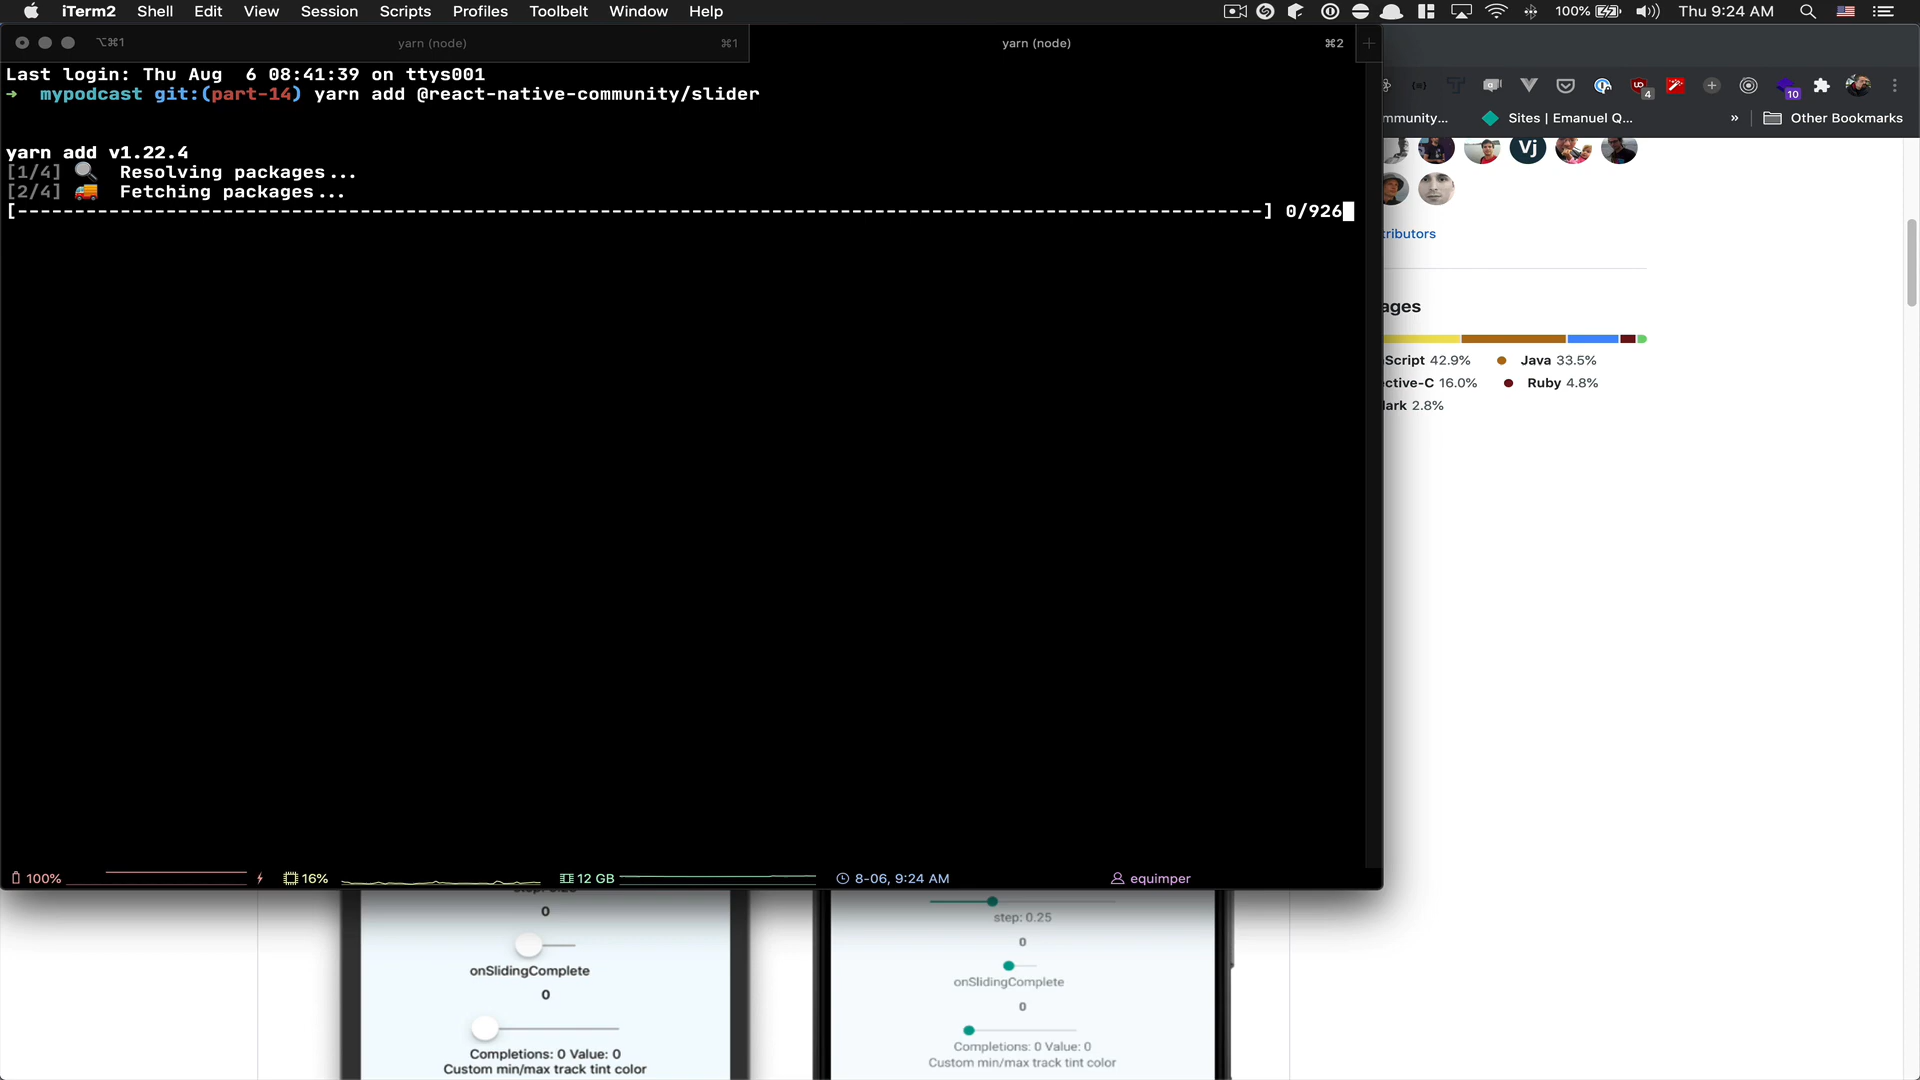 iTerm2 Shell Edit View Session Scripts Profiles Toolbelt Window Help
100% Thu 9:24 AM
⌥⌘1 yarn (node) ⌘1 yarn (node) ⌘2 +
Last login: Thu Aug  6 08:41:39 on ttys001
→ mypodcast git:(part-14) yarn add @react-native-community/slider
yarn add v1.22.4
[1/4] 🔍 Resolving packages...
[2/4] 🚚 Fetching packages...
[-------------------------------------------------------------------------------------------------------------] 0/926
100% 16% 12 GB 8-06, 9:24 AM equimper
4 10
mmunity... Sites | Emanuel Q... » Other Bookmarks
Vj
tributors
ages
Script 42.9% Java 33.5%
ective-C 16.0% Ruby 4.8%
lark 2.8%
0
onSlidingComplete
0
Completions: 0 Value: 0
Custom min/max track tint color
step: 0.25
0
onSlidingComplete
0
Completions: 0 Value: 0
Custom min/max track tint color